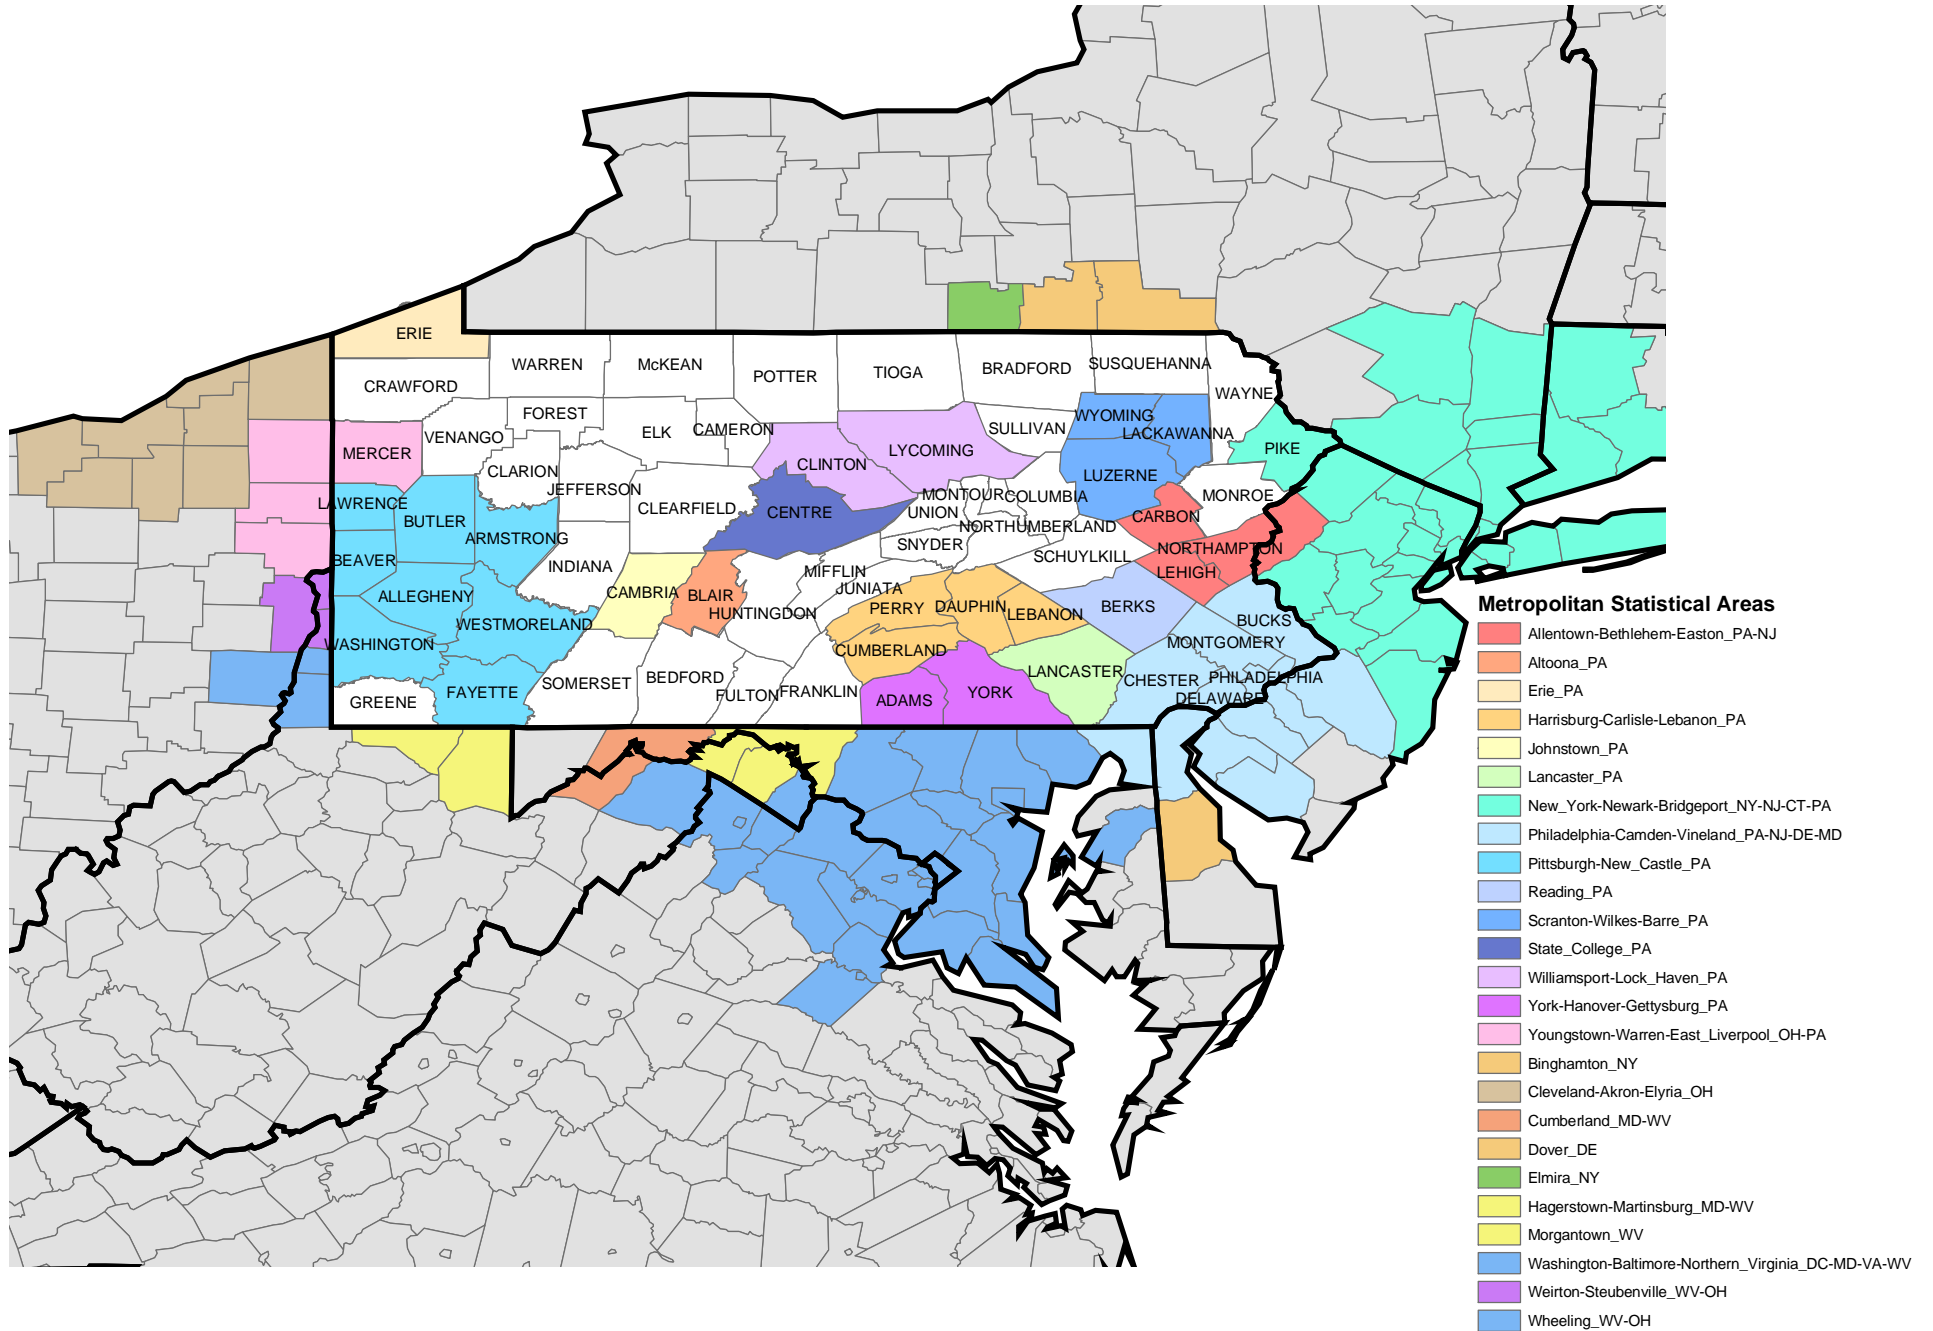 ERIE
WARREN
McKEAN
POTTER
TIOGA
BRADFORD
SUSQUEHANNA
CRAWFORD
WAYNE
FOREST
WYOMING
VENANGO
ELK
CAMERON
SULLIVAN
LACKAWANNA
MERCER
CLINTON
LYCOMING
PIKE
CLARION
LUZERNE
JEFFERSON
MONTOUR
COLUMBIA
MONROE
LAWRENCE
BUTLER
CLEARFIELD
CENTRE
UNION
CARBON
ARMSTRONG
NORTHUMBERLAND
SNYDER
NORTHAMPTON
BEAVER
INDIANA
MIFFLIN
SCHUYLKILL
LEHIGH
JUNIATA
ALLEGHENY
CAMBRIA
BLAIR
HUNTINGDON
PERRY
DAUPHIN
LEBANON
BERKS
WESTMORELAND
BUCKS
WASHINGTON
CUMBERLAND
MONTGOMERY
LANCASTER
SOMERSET
BEDFORD
CHESTER
PHILADELPHIA
FAYETTE
FULTON
FRANKLIN
YORK
DELAWARE
GREENE
ADAMS
Metropolitan Statistical Areas
Allentown-Bethlehem-Easton_PA-NJ
Altoona_PA
Erie_PA
Harrisburg-Carlisle-Lebanon_PA
Johnstown_PA
Lancaster_PA
New_York-Newark-Bridgeport_NY-NJ-CT-PA
Philadelphia-Camden-Vineland_PA-NJ-DE-MD
Pittsburgh-New_Castle_PA
Reading_PA
Scranton-Wilkes-Barre_PA
State_College_PA
Williamsport-Lock_Haven_PA
York-Hanover-Gettysburg_PA
Youngstown-Warren-East_Liverpool_OH-PA
Binghamton_NY
Cleveland-Akron-Elyria_OH
Cumberland_MD-WV
Dover_DE
Elmira_NY
Hagerstown-Martinsburg_MD-WV
Morgantown_WV
Washington-Baltimore-Northern_Virginia_DC-MD-VA-WV
Weirton-Steubenville_WV-OH
Wheeling_WV-OH